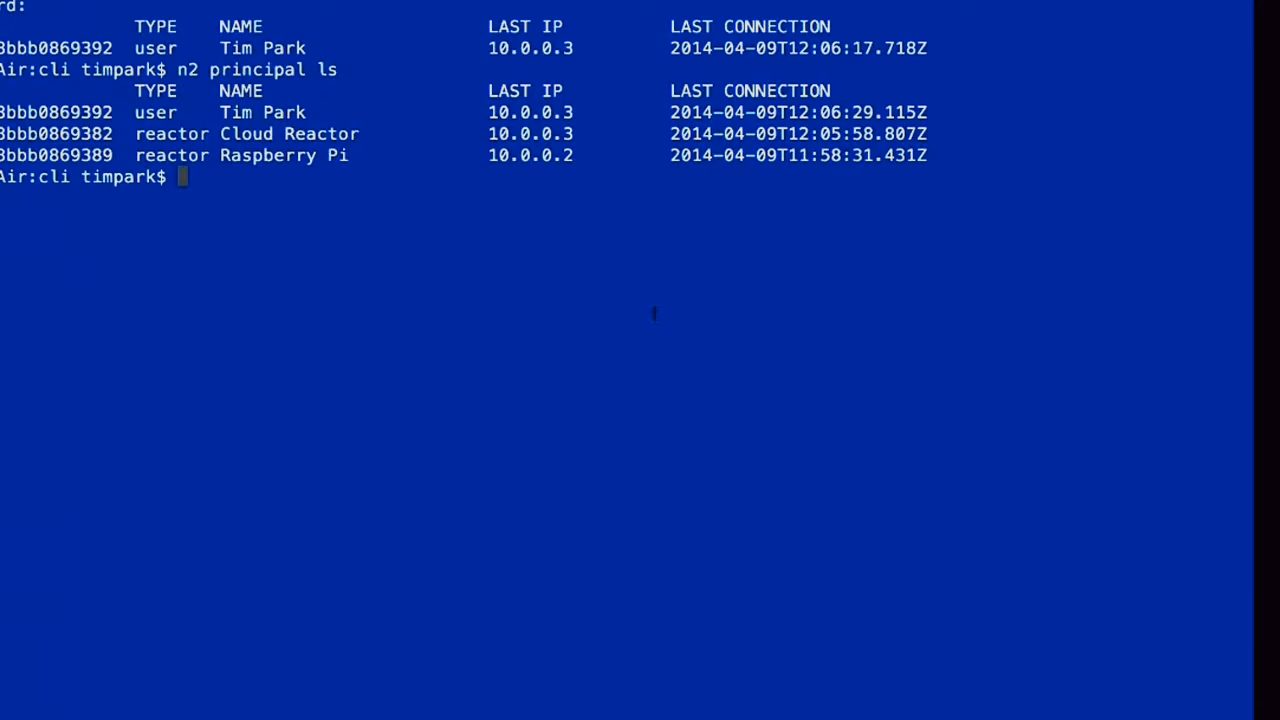 rd:
TYPE NAME LAST IP LAST CONNECTION
3bbb0869392 user Tim Park 10.0.0.3 2014-04-09T12:06:17.718Z
Air:cli timpark$ n2 principal ls
TYPE NAME LAST IP LAST CONNECTION
3bbb0869392 user Tim Park 10.0.0.3 2014-04-09T12:06:29.115Z
3bbb0869382 reactor Cloud Reactor 10.0.0.3 2014-04-09T12:05:58.807Z
3bbb0869389 reactor Raspberry Pi 10.0.0.2 2014-04-09T11:58:31.431Z
Air:cli timpark$